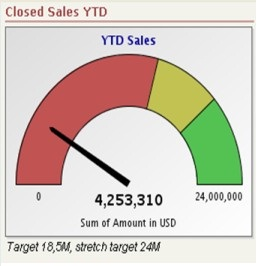 Closed Sales YTD
YTD Sales
0
4,253,310
24,000,000
Sum of Amount in USD
Target 18,5M, stretch target 24M